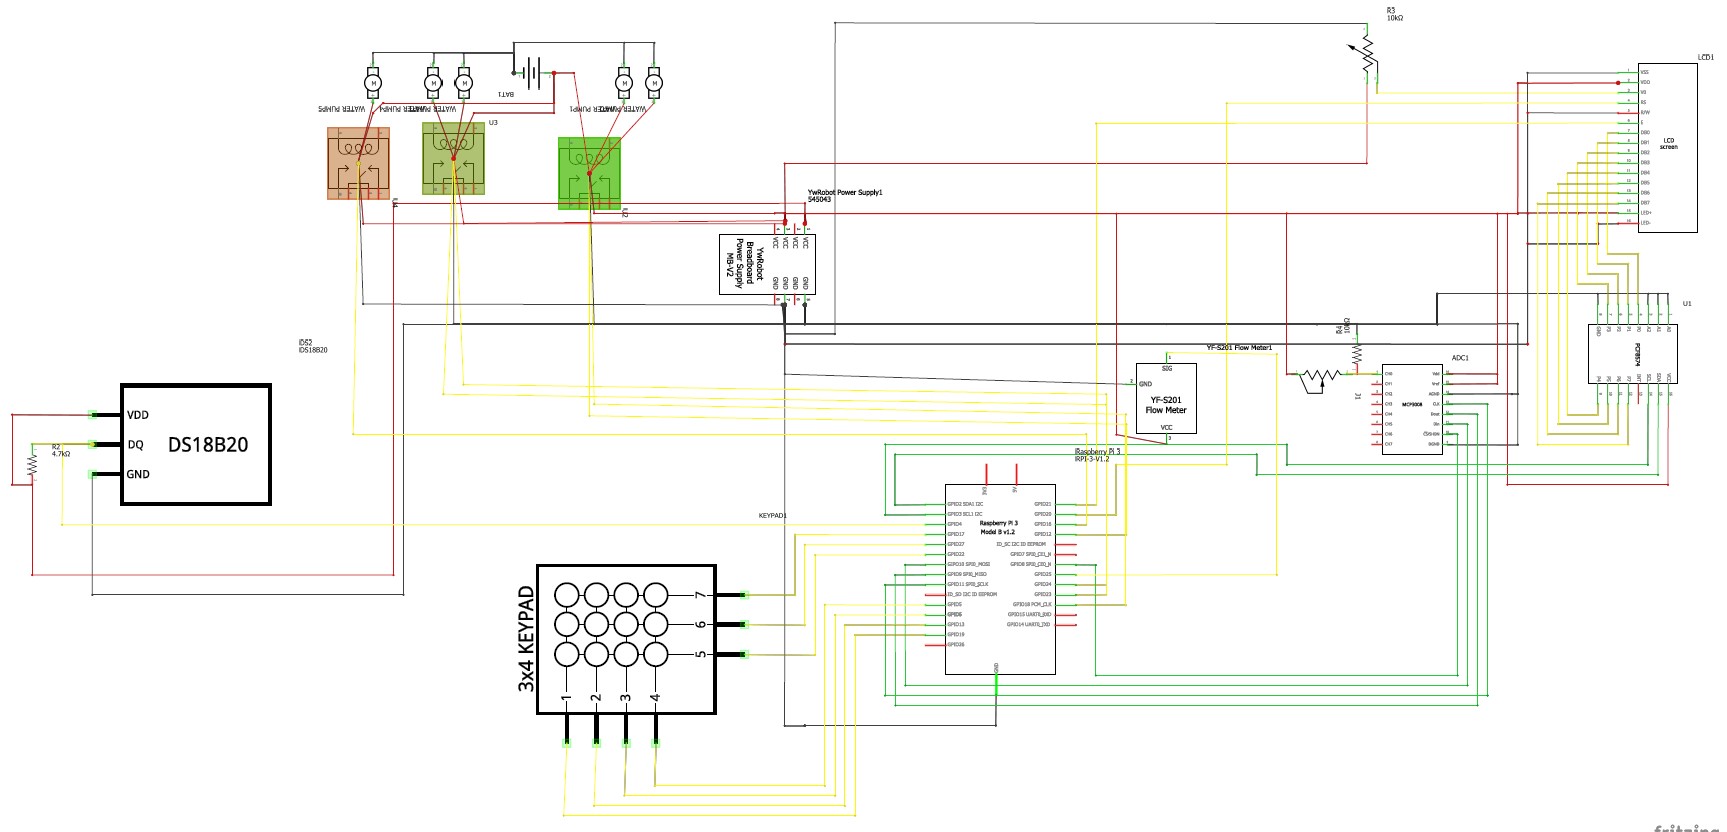 R3
10kΩ
LCD1
VSS
VDD
V0
RS
R/W
E
DB0
DB1
DB2
DB3
DB4
DB5
DB6
DB7
LED+
LED-
LCD
screen
M
M
M
M
M
BAT1
WATER PUMP5
WATER PUMP4
WATER PUMP1
U3
U4
U2
YwRobot Power Supply1
545043
VCC
VCC
VCC
VCC
YwRobot
Breadboard
Power Supply
MB-V2
GND
GND
GND
GND
U1
PCF8574
GND
VCC
SDA
SCL
INT
R4
10kΩ
J1
ADC1
MCP3008
CH0
CH1
CH2
CH3
CH4
CH5
CH6
CH7
Vdd
Vref
AGND
CLK
Dout
Din
CS/SHDN
DGND
YF-S201 Flow Meter1
SIG
GND
YF-S201
Flow Meter
VCC
IDS2
IDS18B20
VDD
DQ
GND
DS18B20
R2
4.7kΩ
Raspberry Pi 3
IRPI-3-V1.2
3V3
5V
Raspberry Pi 3
Model B v1.2
GPIO2 SDA1 I2C
GPIO3 SCL1 I2C
GPIO4
GPIO17
GPIO27
GPIO22
GPIO10 SPI0_MOSI
GPIO9 SPI0_MISO
GPIO11 SPI0_SCLK
ID_SD I2C ID EEPROM
GPIO5
GPIO6
GPIO13
GPIO19
GPIO26
GPIO21
GPIO20
GPIO16
GPIO12
ID_SC I2C ID EEPROM
GPIO7 SPI0_CE1_N
GPIO8 SPI0_CE0_N
GPIO25
GPIO24
GPIO23
GPIO18 PCM_CLK
GPIO15 UART0_RXD
GPIO14 UART0_TXD
GND
KEYPAD1
3x4 KEYPAD
7
6
5
1
2
3
4
fritzing